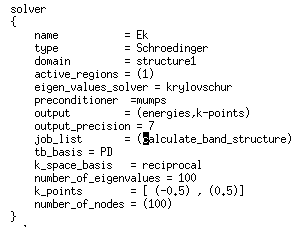 solver
{
name = Ek
type = Schroedinger
domain = structure1
active_regions = (1)
eigen_values_solver = krylovschur
preconditioner =mumps
output = (energies,k-points)
output_precision = 7
job_list = (calculate_band_structure)
tb_basis = PD
k_space_basis = reciprocal
number_of_eigenvalues = 100
k_points = [ (-0.5) , (0.5)]
number_of_nodes = (100)
}